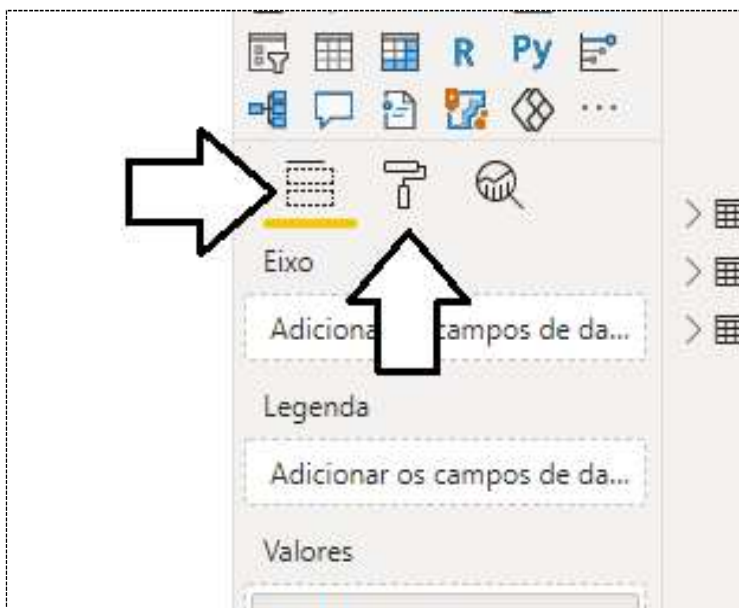 R Py
Eixo
Adiciona campos de da...
Legenda
Adicionar os campos de da...
Valores